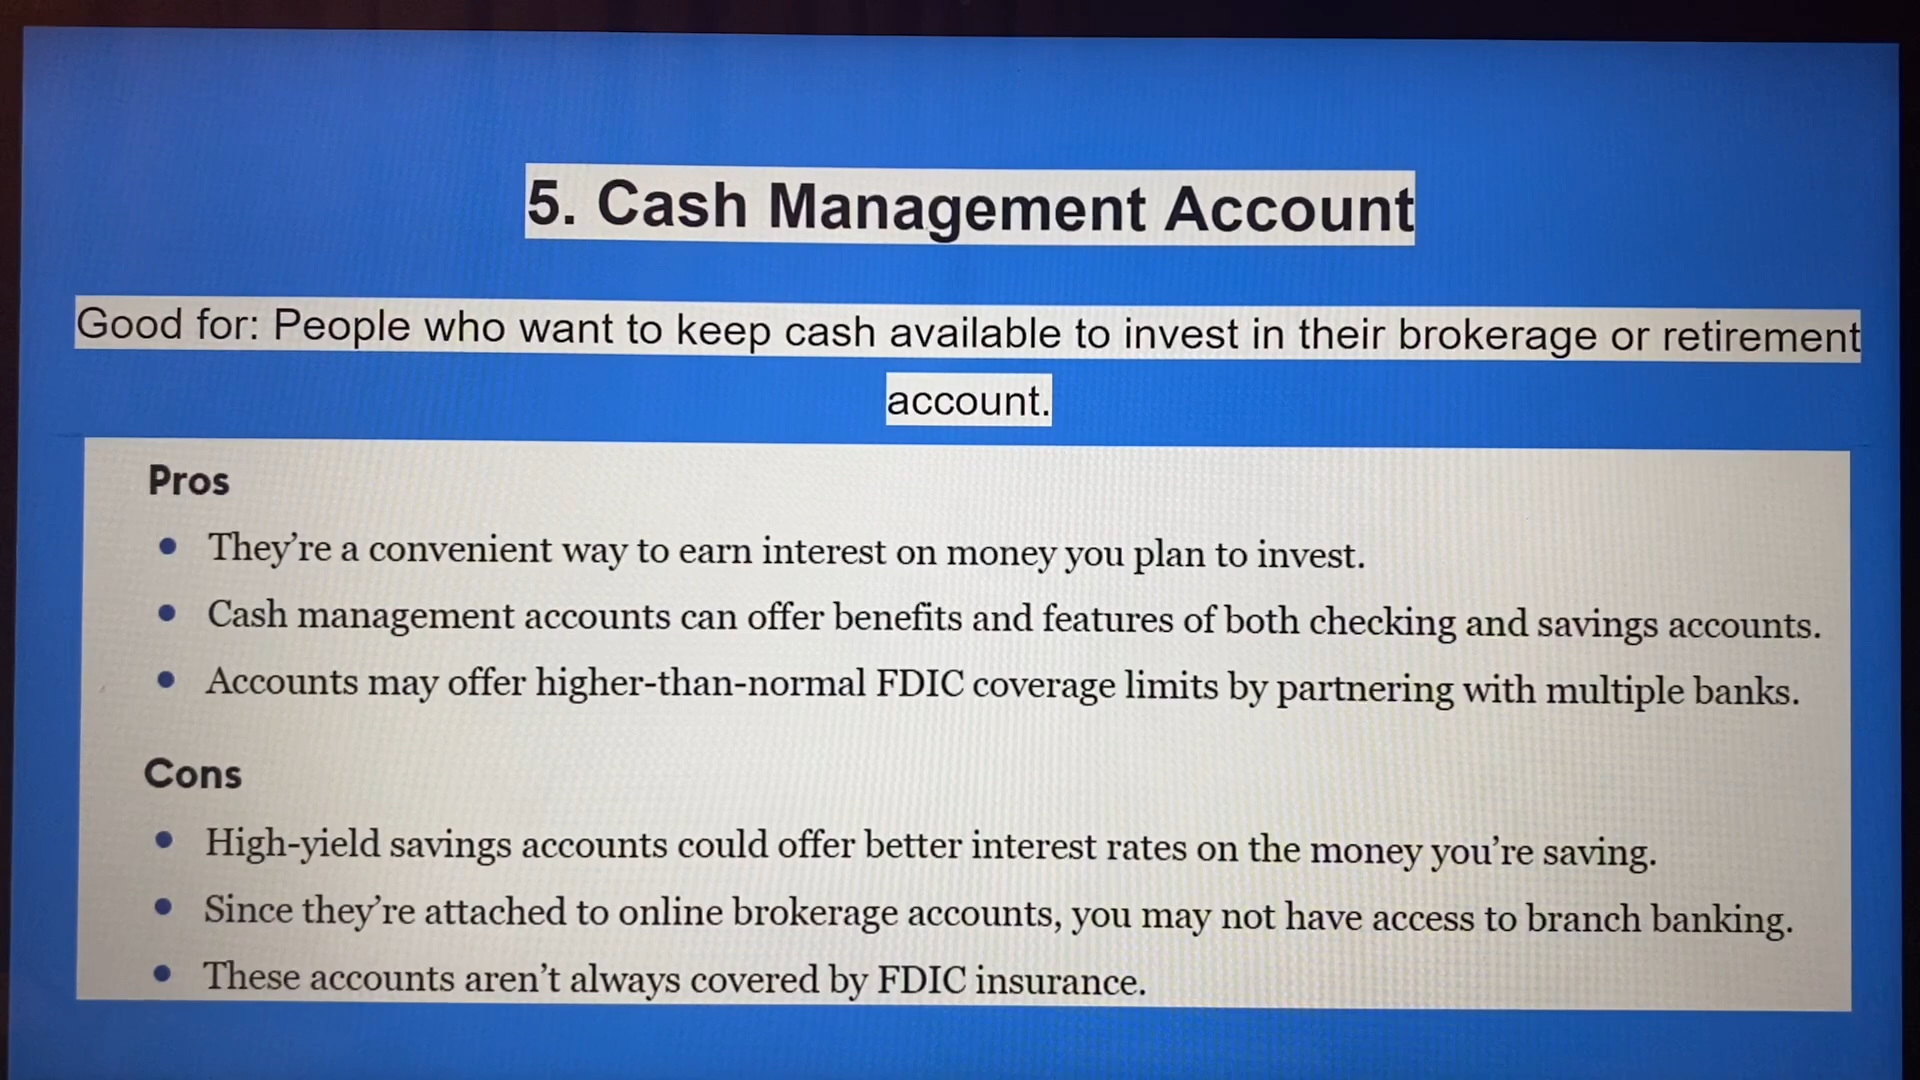 5. Cash Management Account
Good for: People who want to keep cash available to invest in their brokerage or retirement
account.
Pros
• They’re a convenient way to earn interest on money you plan to invest.
• Cash management accounts can offer benefits and features of both checking and savings accounts.
• Accounts may offer higher-than-normal FDIC coverage limits by partnering with multiple banks.
Cons
• High-yield savings accounts could offer better interest rates on the money you’re saving.
• Since they’re attached to online brokerage accounts, you may not have access to branch banking.
• These accounts aren’t always covered by FDIC insurance.